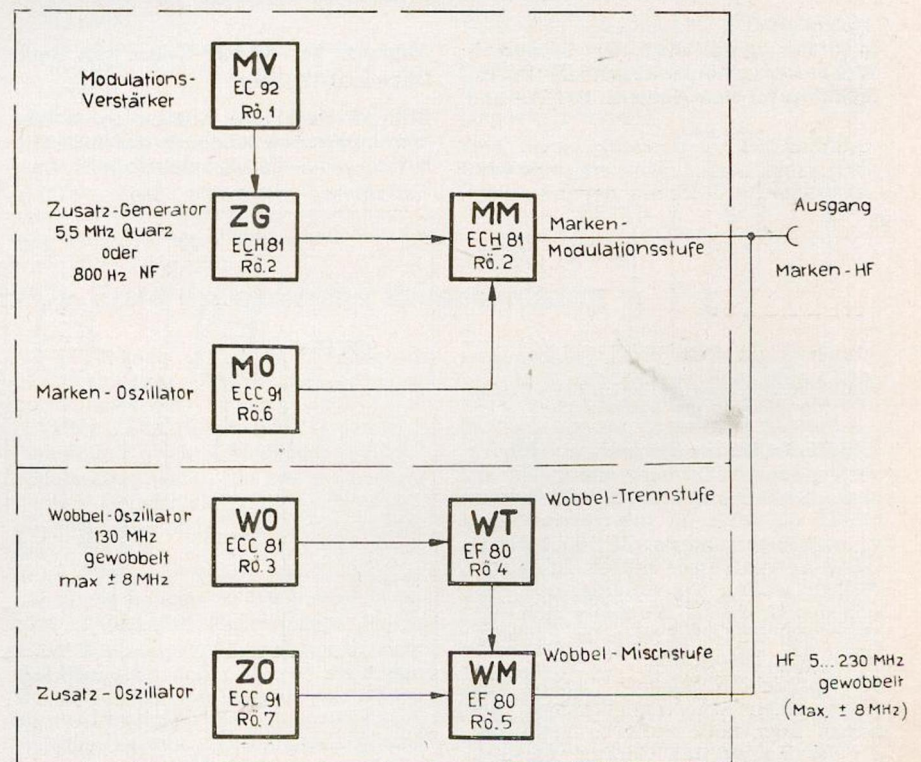 Modulations-
Verstärker
MV
EC 92
Rö.1
Zusatz-Generator
5,5 MHz Quarz
oder
800 Hz NF
ZG
ECH81
Rö.2
MM
ECH 81
Rö.2
Marken-
Modulationsstufe
Ausgang
Marken-HF
Marken-Oszillator
MO
ECC 91
Rö.6
Wobbel-Oszillator
130 MHz
gewobbelt
max ± 8 MHz
WO
ECC 81
Rö.3
WT
EF 80
Rö 4
Wobbel-Trennstufe
Zusatz-Oszillator
ZO
ECC 91
Rö.7
WM
EF 80
Rö.5
Wobbel-Mischstufe
HF 5...230 MHz
gewobbelt
(Max. ± 8 MHz)